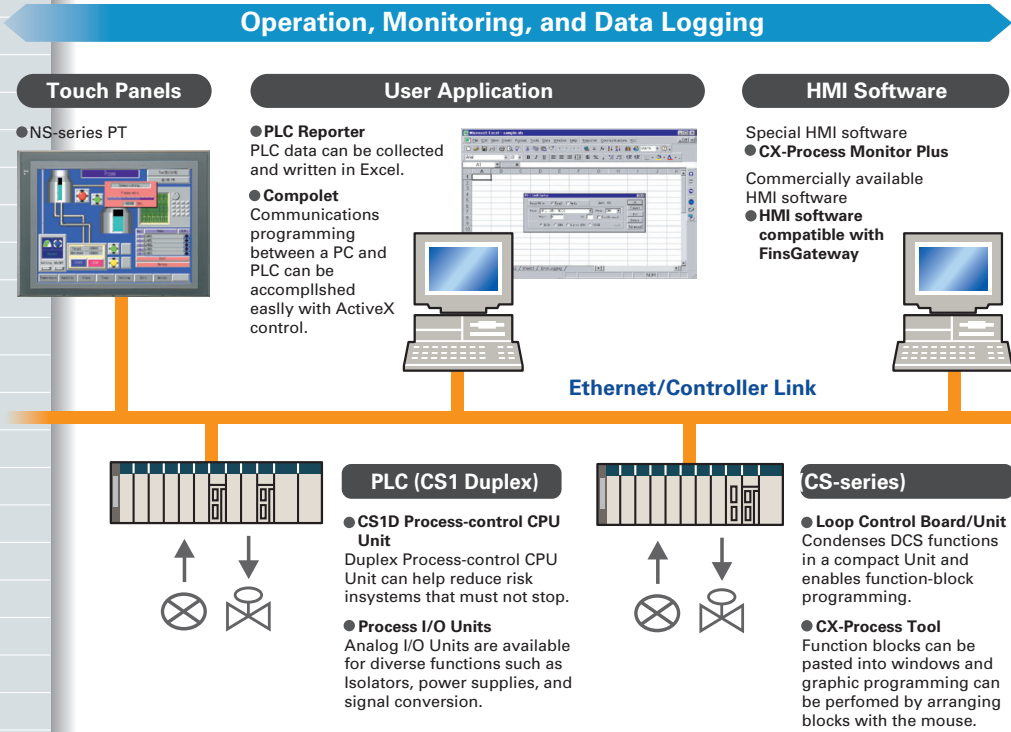 Operation, Monitoring, and Data Logging
Touch Panels
●NS-series PT
User Application
●PLC Reporter
PLC data can be collected
and written in Excel.
●Compolet
Communications
programming
between a PC and
PLC can be
accompllshed
easlly with ActiveX
control.
HMI Software
Special HMI software
●CX-Process Monitor Plus
Commercially available
HMI software
●HMI software
compatible with
FinsGateway
Ethernet/Controller Link
PLC (CS1 Duplex)
●CS1D Process-control CPU
Unit
Duplex Process-control CPU
Unit can help reduce risk
insystems that must not stop.
●Process I/O Units
Analog I/O Units are available
for diverse functions such as
Isolators, power supplies, and
signal conversion.
(CS-series)
●Loop Control Board/Unit
Condenses DCS functions
in a compact Unit and
enables function-block
programming.
●CX-Process Tool
Function blocks can be
pasted into windows and
graphic programming can
be perfomed by arranging
blocks with the mouse.